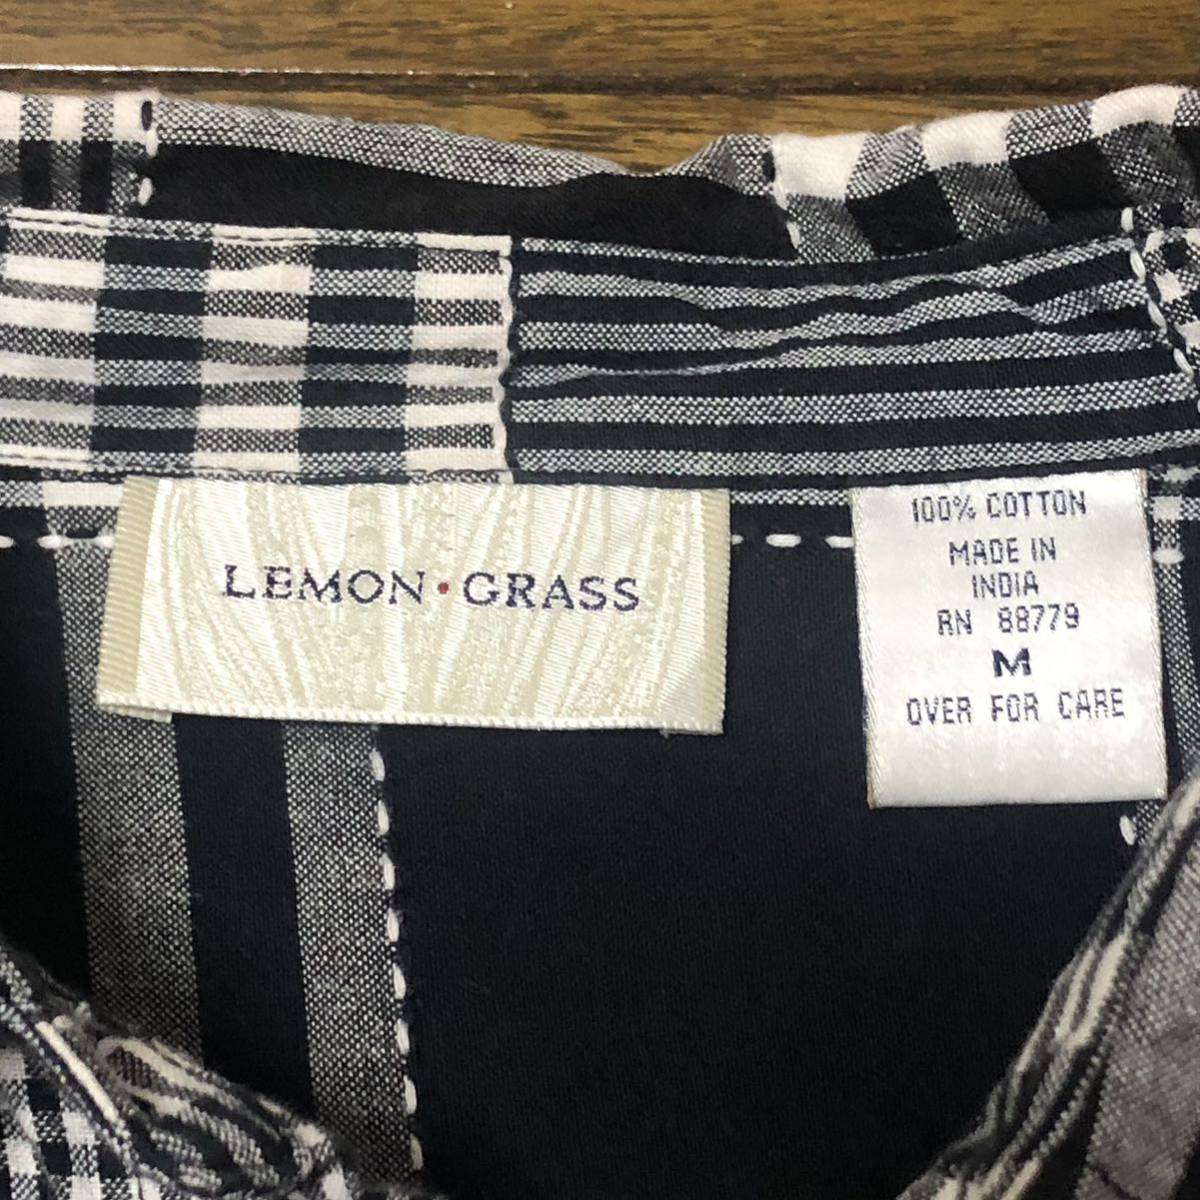 LEMON·GRASS
100% COTTON
MADE IN
INDIA
RN 88779
M
OVER FOR CARE